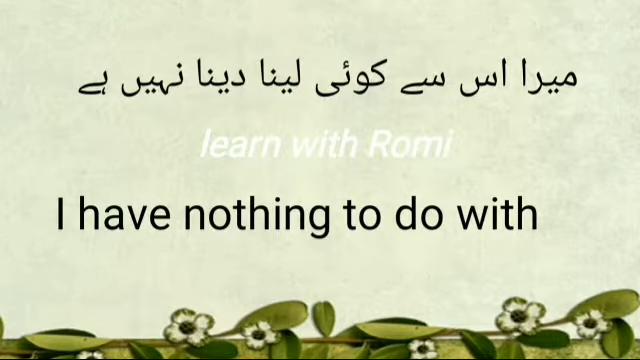 میرا اس سے کوئی لینا دینا نہیں ہے
learn with Romi
I have nothing to do with